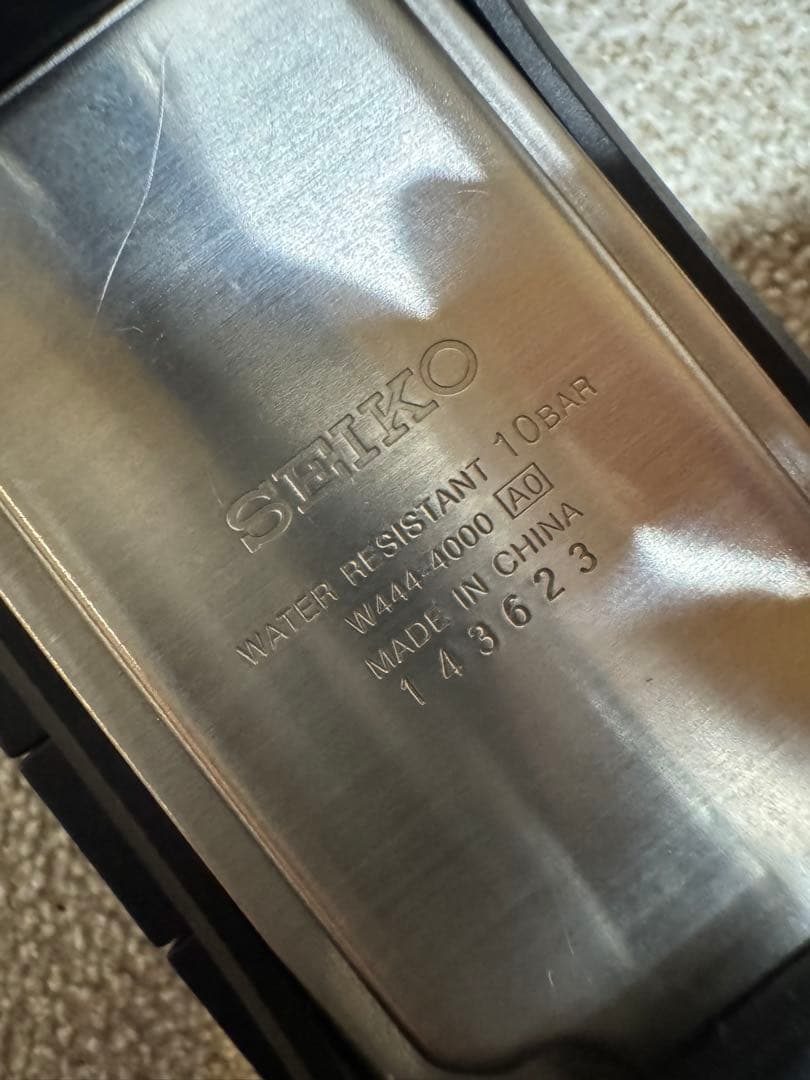 SEIKO
WATER RESISTANT 10BAR
W444-4000 A0
MADE IN CHINA
143623